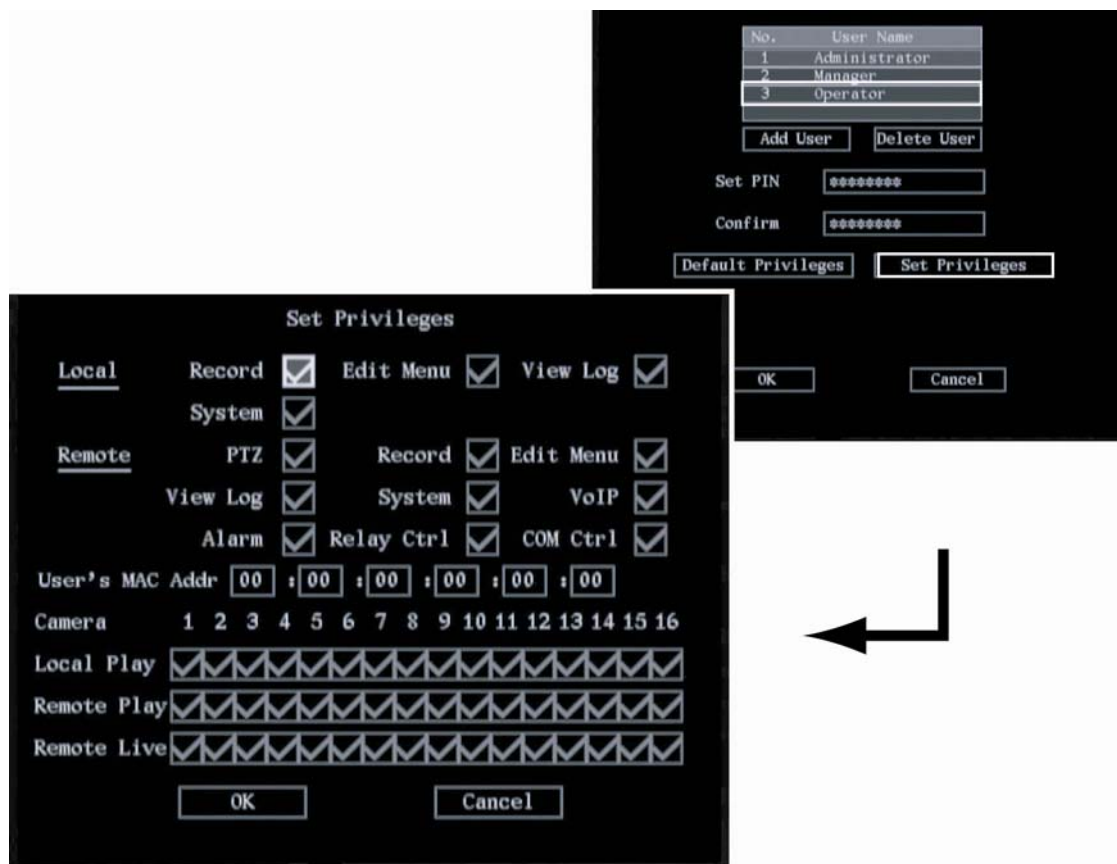 No. User Name
1 Administrator
2 Manager
3 Operator
Add User Delete User
Set PIN ********
Confirm ********
Default Privileges Set Privileges
OK Cancel
Set Privileges
Local Record Edit Menu View Log
System
Remote PTZ Record Edit Menu
View Log System VoIP
Alarm Relay Ctrl COM Ctrl
User's MAC Addr 00 : 00 : 00 : 00 : 00 : 00
Camera 1 2 3 4 5 6 7 8 9 10 11 12 13 14 15 16
Local Play
Remote Play
Remote Live
OK Cancel